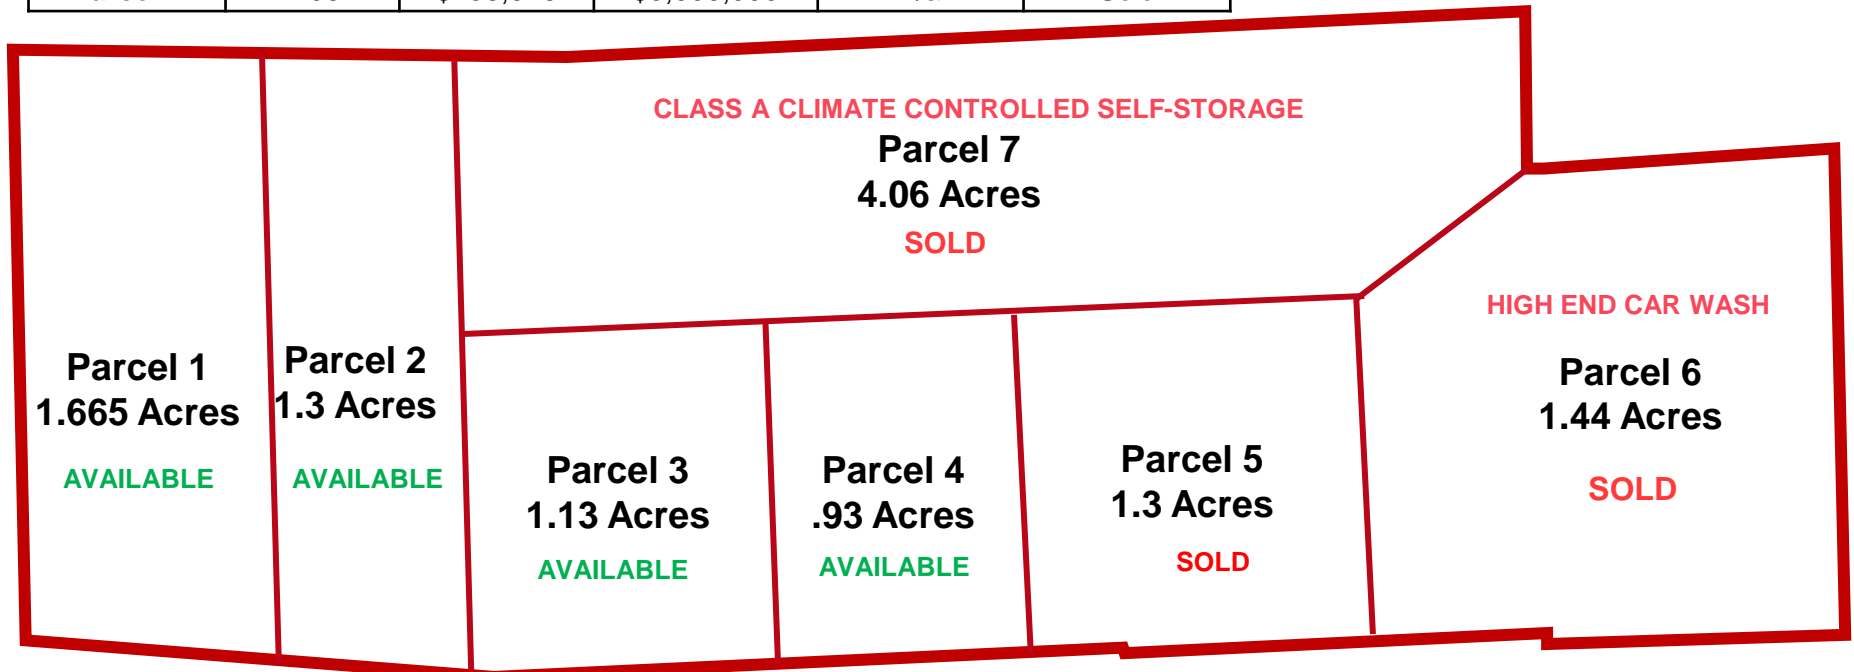 CLASS A CLIMATE CONTROLLED SELF-STORAGE
Parcel 7
4.06 Acres
SOLD
HIGH END CAR WASH
Parcel 6
1.44 Acres
SOLD
Parcel 1
1.665 Acres
AVAILABLE
Parcel 2
1.3 Acres
AVAILABLE
Parcel 3
1.13 Acres
AVAILABLE
Parcel 4
.93 Acres
AVAILABLE
Parcel 5
1.3 Acres
SOLD